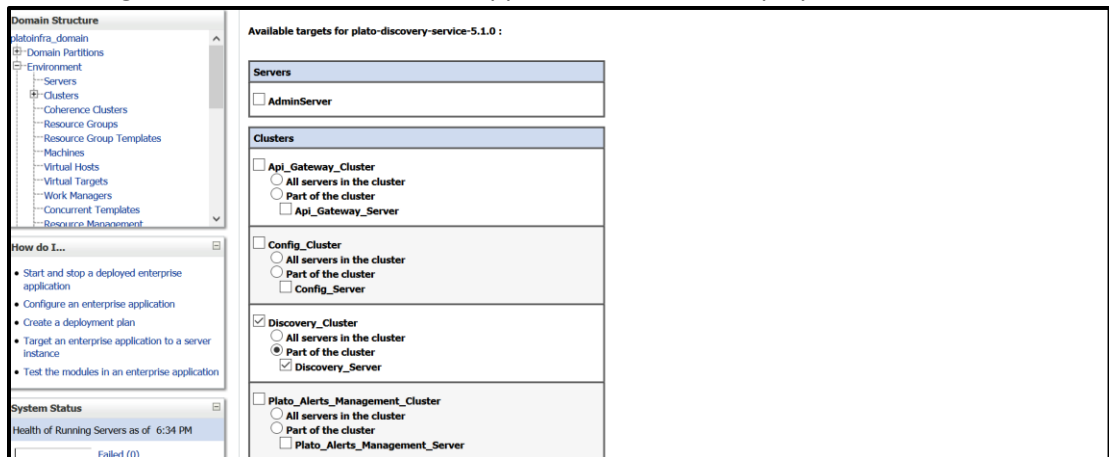 Domain Structure
platoinfra_domain
Domain Partitions
Environment
Servers
Clusters
Coherence Clusters
Resource Groups
Resource Group Templates
Machines
Virtual Hosts
Virtual Targets
Work Managers
Concurrent Templates
Resource Management
How do I...
Start and stop a deployed enterprise
application
Configure an enterprise application
Create a deployment plan
Target an enterprise application to a server
instance
Test the modules in an enterprise application
System Status
Health of Running Servers as of 6:34 PM
Failed (0)
Available targets for plato-discovery-service-5.1.0 :
Servers
AdminServer
Clusters
Api_Gateway_Cluster
All servers in the cluster
Part of the cluster
Api_Gateway_Server
Config_Cluster
All servers in the cluster
Part of the cluster
Config_Server
Discovery_Cluster
All servers in the cluster
Part of the cluster
Discovery_Server
Plato_Alerts_Management_Cluster
All servers in the cluster
Part of the cluster
Plato_Alerts_Management_Server